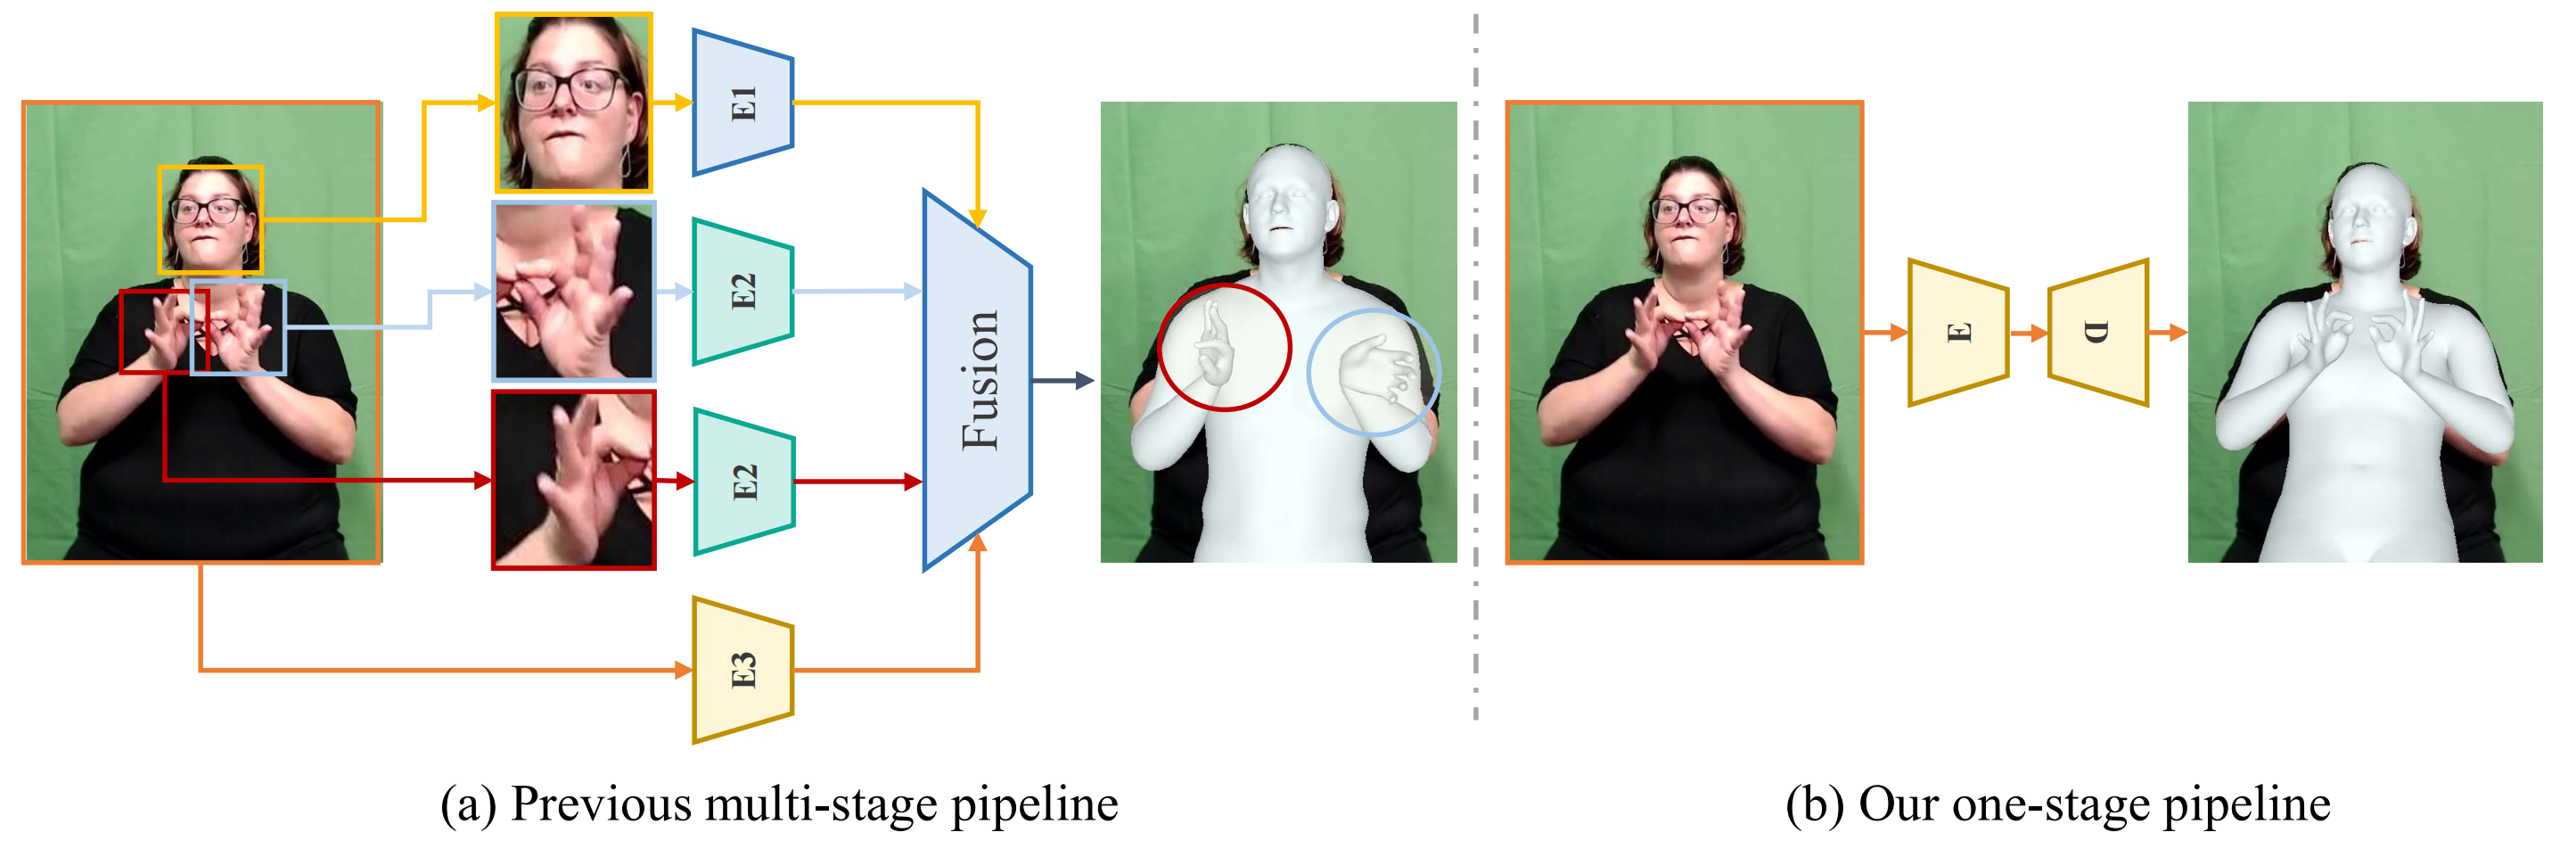 E1
E2
E2
E3
Fusion
E
D
(a) Previous multi-stage pipeline
(b) Our one-stage pipeline